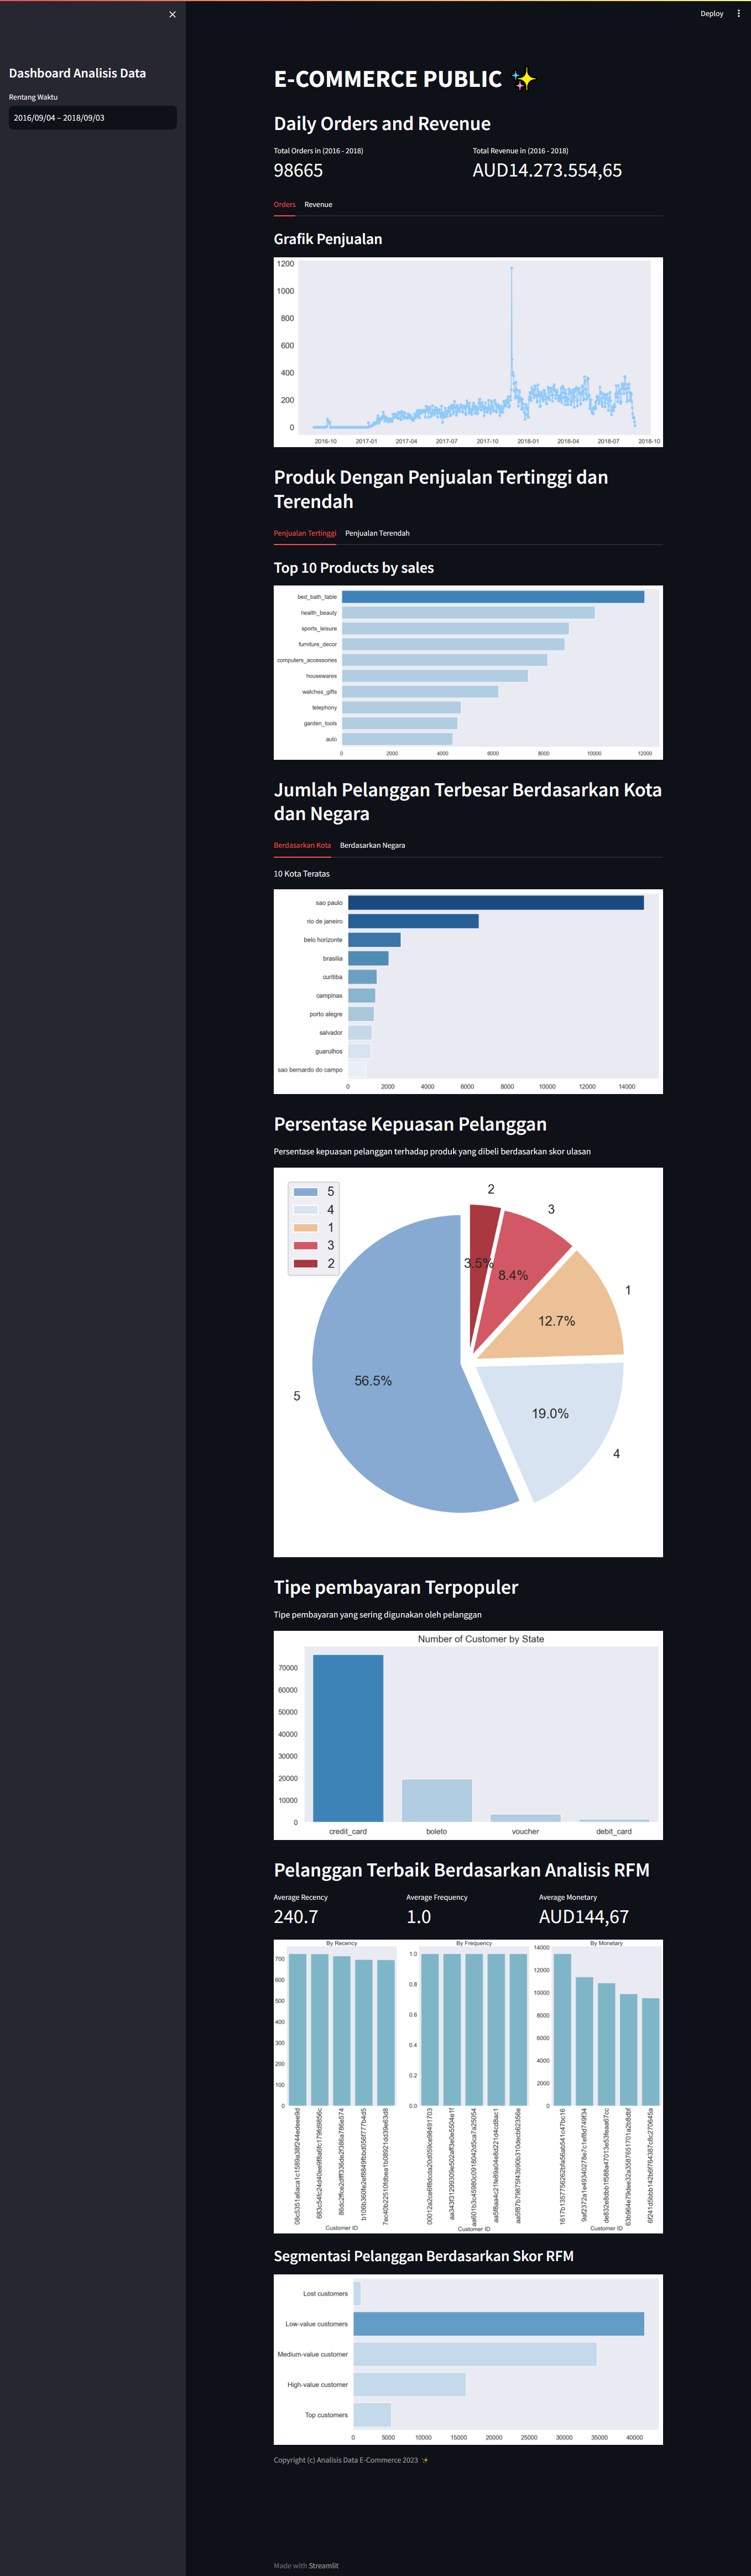 Deploy
Dashboard Analisis Data
Rentang Waktu
2016/09/04 – 2018/09/03
E-COMMERCE PUBLIC ✨
Daily Orders and Revenue
Total Orders in (2016 - 2018)
98665
Total Revenue in (2016 - 2018)
AUD14.273.554,65
Orders Revenue
Grafik Penjualan
1200
1000
800
600
400
200
0
2016-10 2017-01 2017-04 2017-07 2017-10 2018-01 2018-04 2018-07 2018-10
Produk Dengan Penjualan Tertinggi dan
Terendah
Penjualan Tertinggi Penjualan Terendah
Top 10 Products by sales
bed_bath_table
health_beauty
sports_leisure
furniture_decor
computers_accessories
housewares
watches_gifts
telephony
garden_tools
auto
0 2000 4000 6000 8000 10000 12000
Jumlah Pelanggan Terbesar Berdasarkan Kota
dan Negara
Berdasarkan Kota Berdasarkan Negara
10 Kota Teratas
sao paulo
rio de janeiro
belo horizonte
brasilia
curitiba
campinas
porto alegre
salvador
guarulhos
sao bernardo do campo
0 2000 4000 6000 8000 10000 12000 14000
Persentase Kepuasan Pelanggan
Persentase kepuasan pelanggan terhadap produk yang dibeli berdasarkan skor ulasan
5
4
1
3
2
2
3
1
4
5
3.5%
8.4%
12.7%
19.0%
56.5%
Tipe pembayaran Terpopuler
Tipe pembayaran yang sering digunakan oleh pelanggan
Number of Customer by State
70000
60000
50000
40000
30000
20000
10000
0
credit_card boleto voucher debit_card
Pelanggan Terbaik Berdasarkan Analisis RFM
Average Recency
240.7
Average Frequency
1.0
Average Monetary
AUD144,67
By Recency
700
600
500
400
300
200
100
0
Customer ID
By Frequency
1.0
0.8
0.6
0.4
0.2
0.0
Customer ID
By Monetary
14000
12000
10000
8000
6000
4000
2000
0
Customer ID
Segmentasi Pelanggan Berdasarkan Skor RFM
Lost customers
Low-value customers
Medium-value customer
High-value customer
Top customers
0 5000 10000 15000 20000 25000 30000 35000 40000
Copyright (c) Analisis Data E-Commerce 2023 ✨
Made with Streamlit